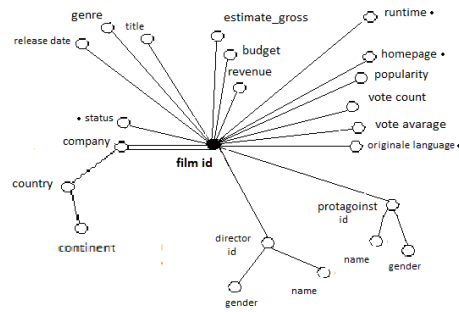 genre
title
estimate_gross
runtime •
release date
budget
homepage •
revenue
popularity
vote count
• status
vote avarage
company
originale language •
film id
country
protagoinst
id
continent
director
id
name
gender
name
gender